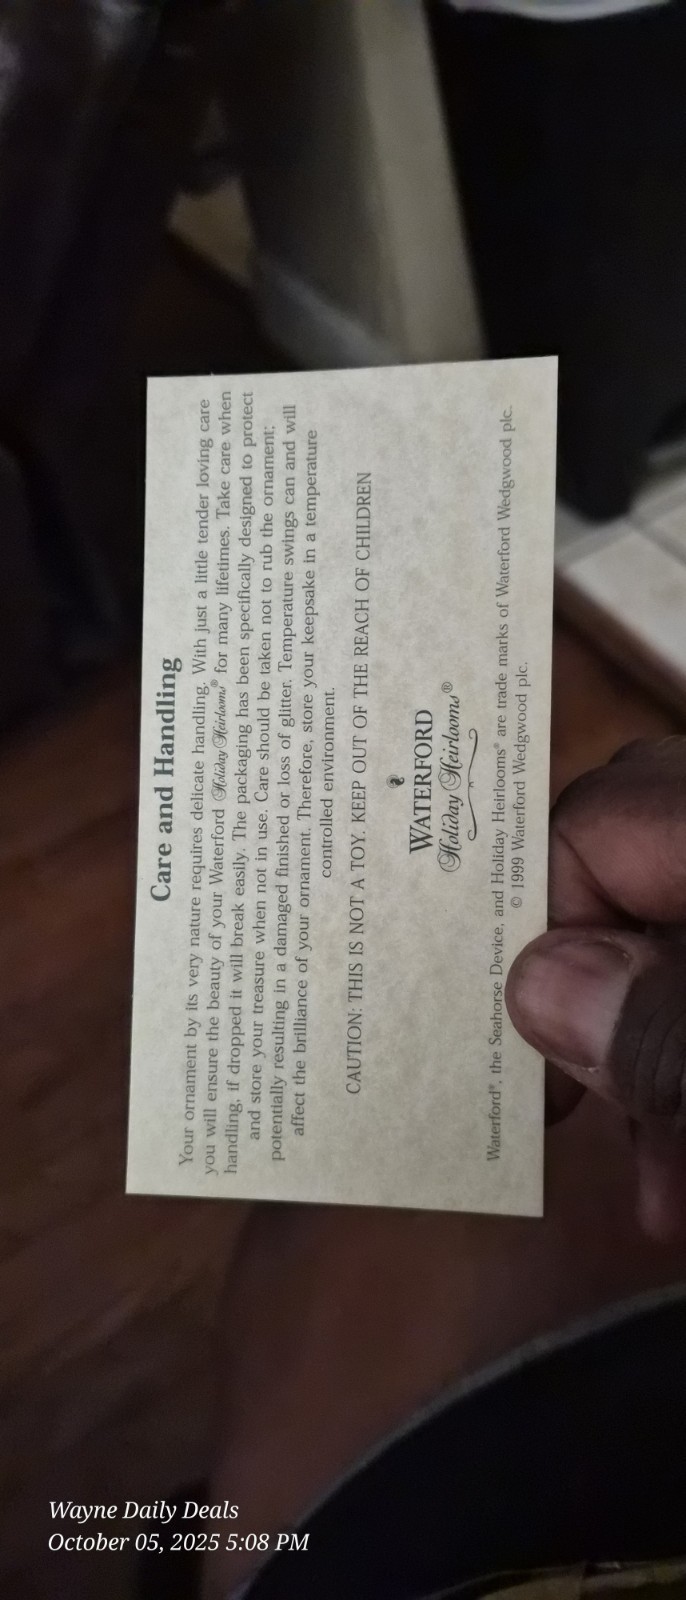 Care and Handling
Your ornament by its very nature requires delicate handling. With just a little tender loving care
you will ensure the beauty of your Waterford Holiday Heirlooms® for many lifetimes. Take care when
handling, if dropped it will break easily. The packaging has been specifically designed to protect
and store your treasure when not in use. Care should be taken not to rub the ornament;
potentially resulting in a damaged finished or loss of glitter. Temperature swings can and will
affect the brilliance of your ornament. Therefore, store your keepsake in a temperature
controlled environment.
CAUTION: THIS IS NOT A TOY. KEEP OUT OF THE REACH OF CHILDREN
WATERFORD
Holiday Heirlooms®
Waterford®, the Seahorse Device, and Holiday Heirlooms® are trade marks of Waterford Wedgwood plc.
© 1999 Waterford Wedgwood plc.
Wayne Daily Deals
October 05, 2025 5:08 PM